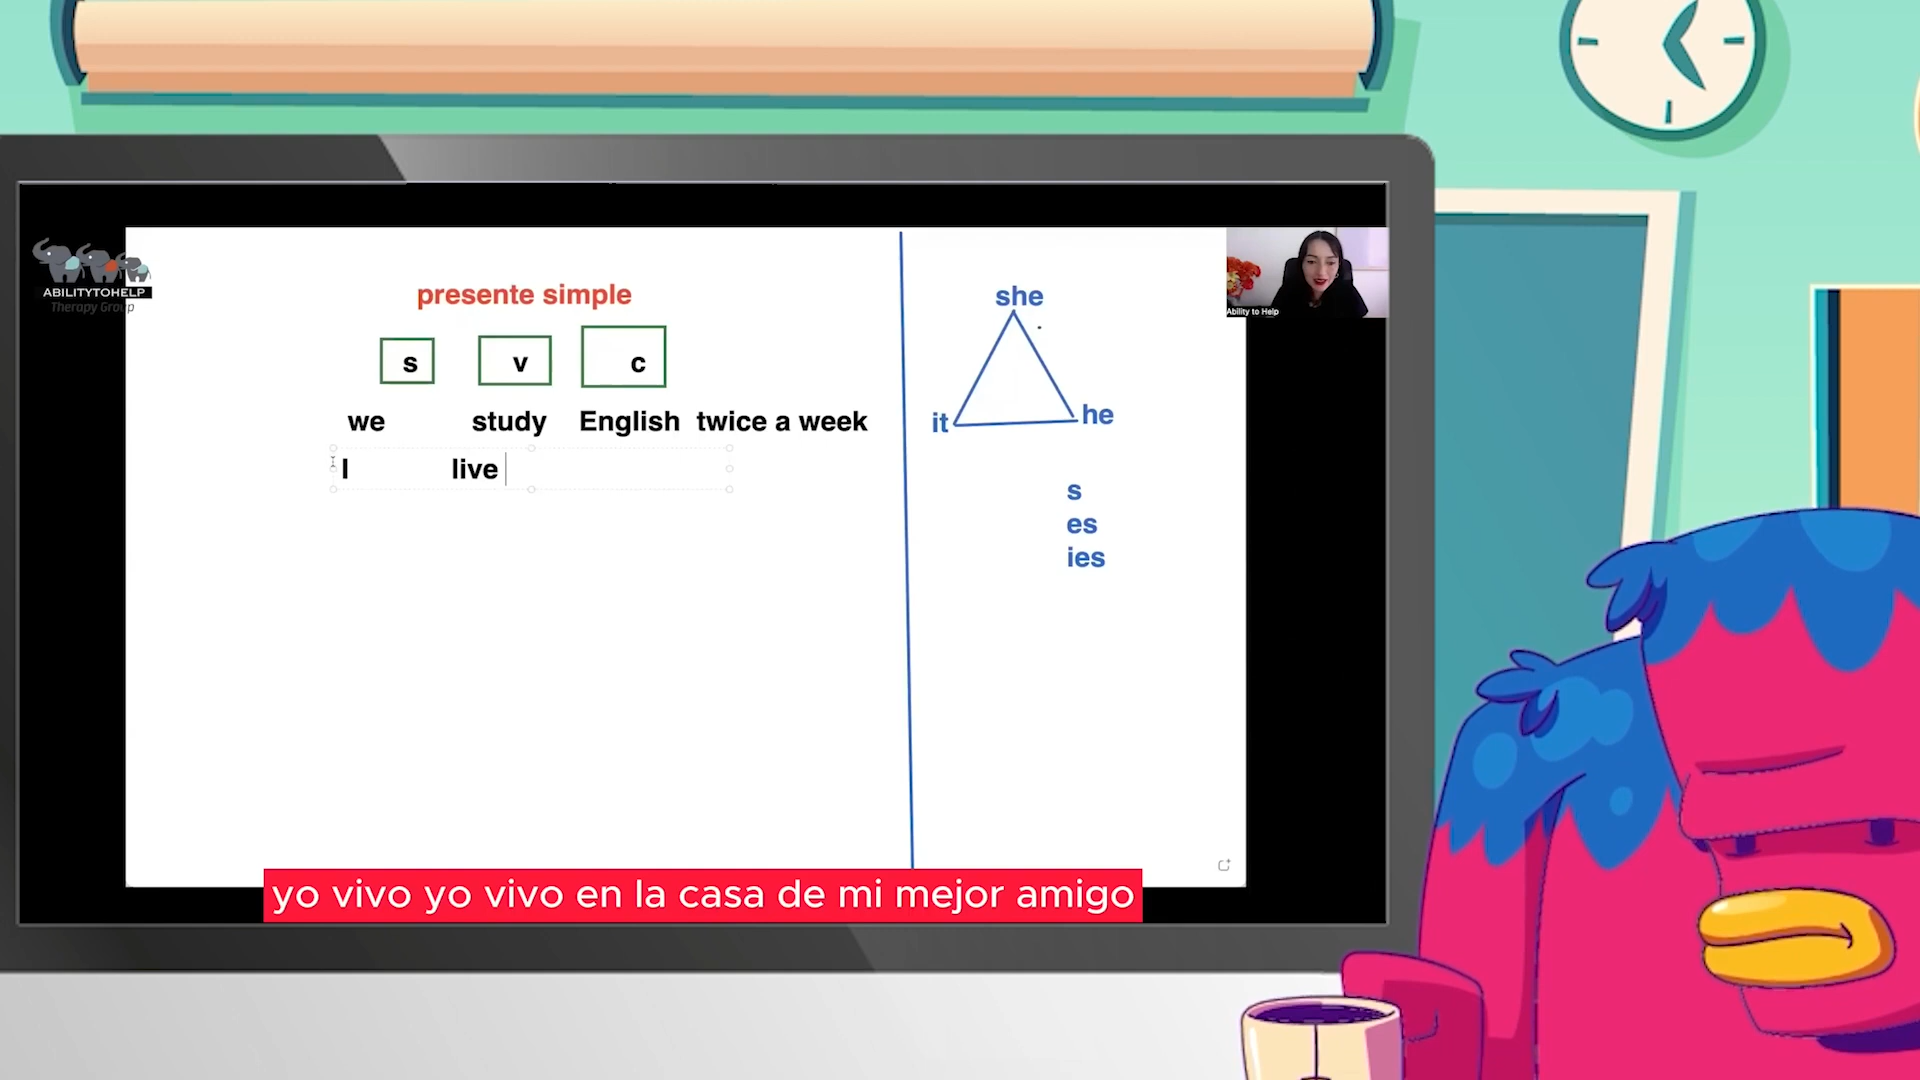 ABILITYTOHELP
Therapy Group
presente simple
s v c
we study English twice a week
I live
she
it he
s
es
ies
Ability to Help
yo vivo yo vivo en la casa de mi mejor amigo